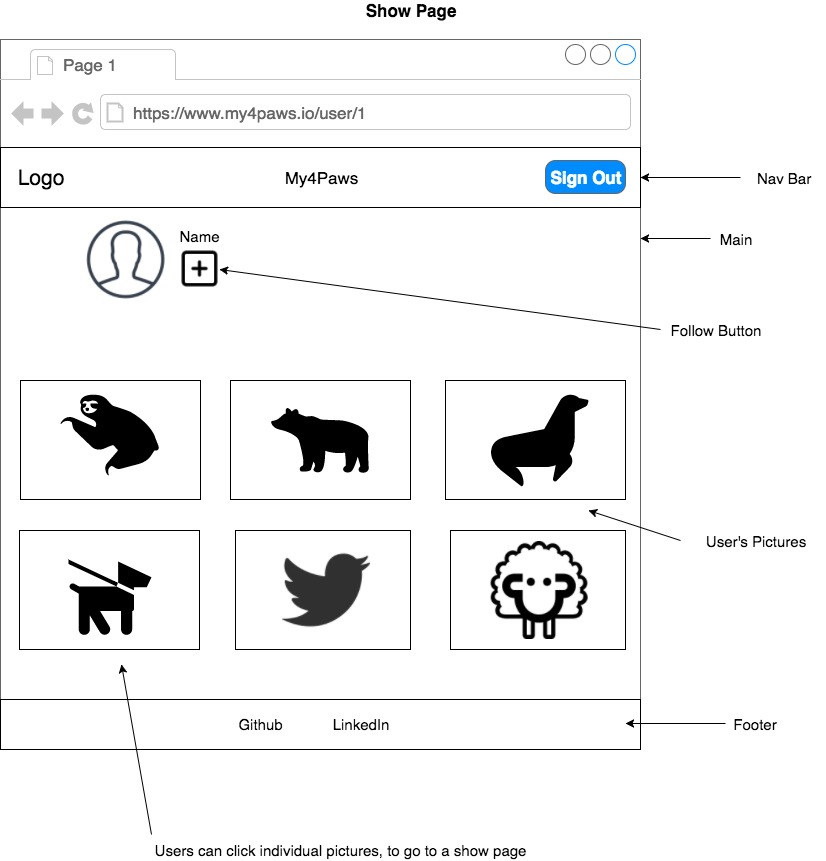 Show Page
Page 1
https://www.my4paws.io/user/1
Logo
My4Paws
Sign Out
Nav Bar
Main
Name
Follow Button
User's Pictures
Github
LinkedIn
Footer
Users can click individual pictures, to go to a show page